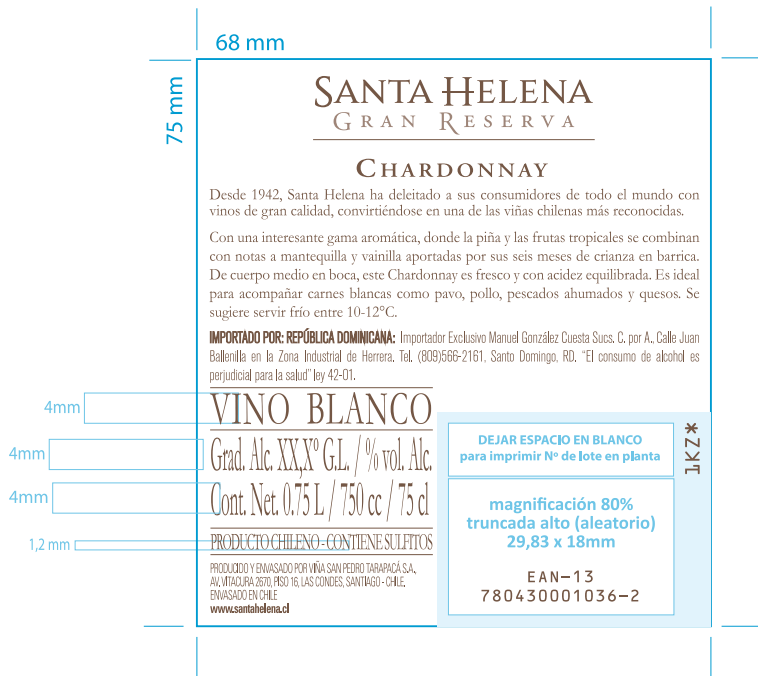 68 mm
75 mm
SANTA HELENA
GRAN RESERVA
CHARDONNAY
Desde 1942, Santa Helena ha deleitado a sus consumidores de todo el mundo con
vinos de gran calidad, convirtiéndose en una de las viñas chilenas más reconocidas.
Con una interesante gama aromática, donde la piña y las frutas tropicales se combinan
con notas a mantequilla y vainilla aportadas por sus seis meses de crianza en barrica.
De cuerpo medio en boca, este Chardonnay es fresco y con acidez equilibrada. Es ideal
para acompañar carnes blancas como pavo, pollo, pescados ahumados y quesos. Se
sugiere servir frío entre 10-12°C.
IMPORTADO POR: REPÚBLICA DOMINICANA: Importador Exclusivo Manuel González Cuesta Sucs. C. por A., Calle Juan
Ballenilla en la Zona Industrial de Herrera. Tel. (809)566-2161, Santo Domingo. RD. “El consumo de alcohol es
perjudicial para la salud” ley 42-01.
4mm
VINO BLANCO
4mm
Grad. Alc. XX,X° G.L. / % vol. Alc.
4mm
Cont. Net. 0.75 L / 750 cc / 75 cl
1,2 mm
PRODUCTO CHILENO - CONTIENE SULFITOS
PRODUCIDO Y ENVASADO POR VIÑA SAN PEDRO TARAPACÁ S.A.,
AV. VITACURA 2670, PISO 16, LAS CONDES, SANTIAGO - CHILE,
ENVASADO EN CHILE
www.santahelena.cl
DEJAR ESPACIO EN BLANCO
para imprimir Nº de lote en planta
1KZ*
magnificación 80%
truncada alto (aleatorio)
29,83 x 18mm
EAN-13
780430001036-2